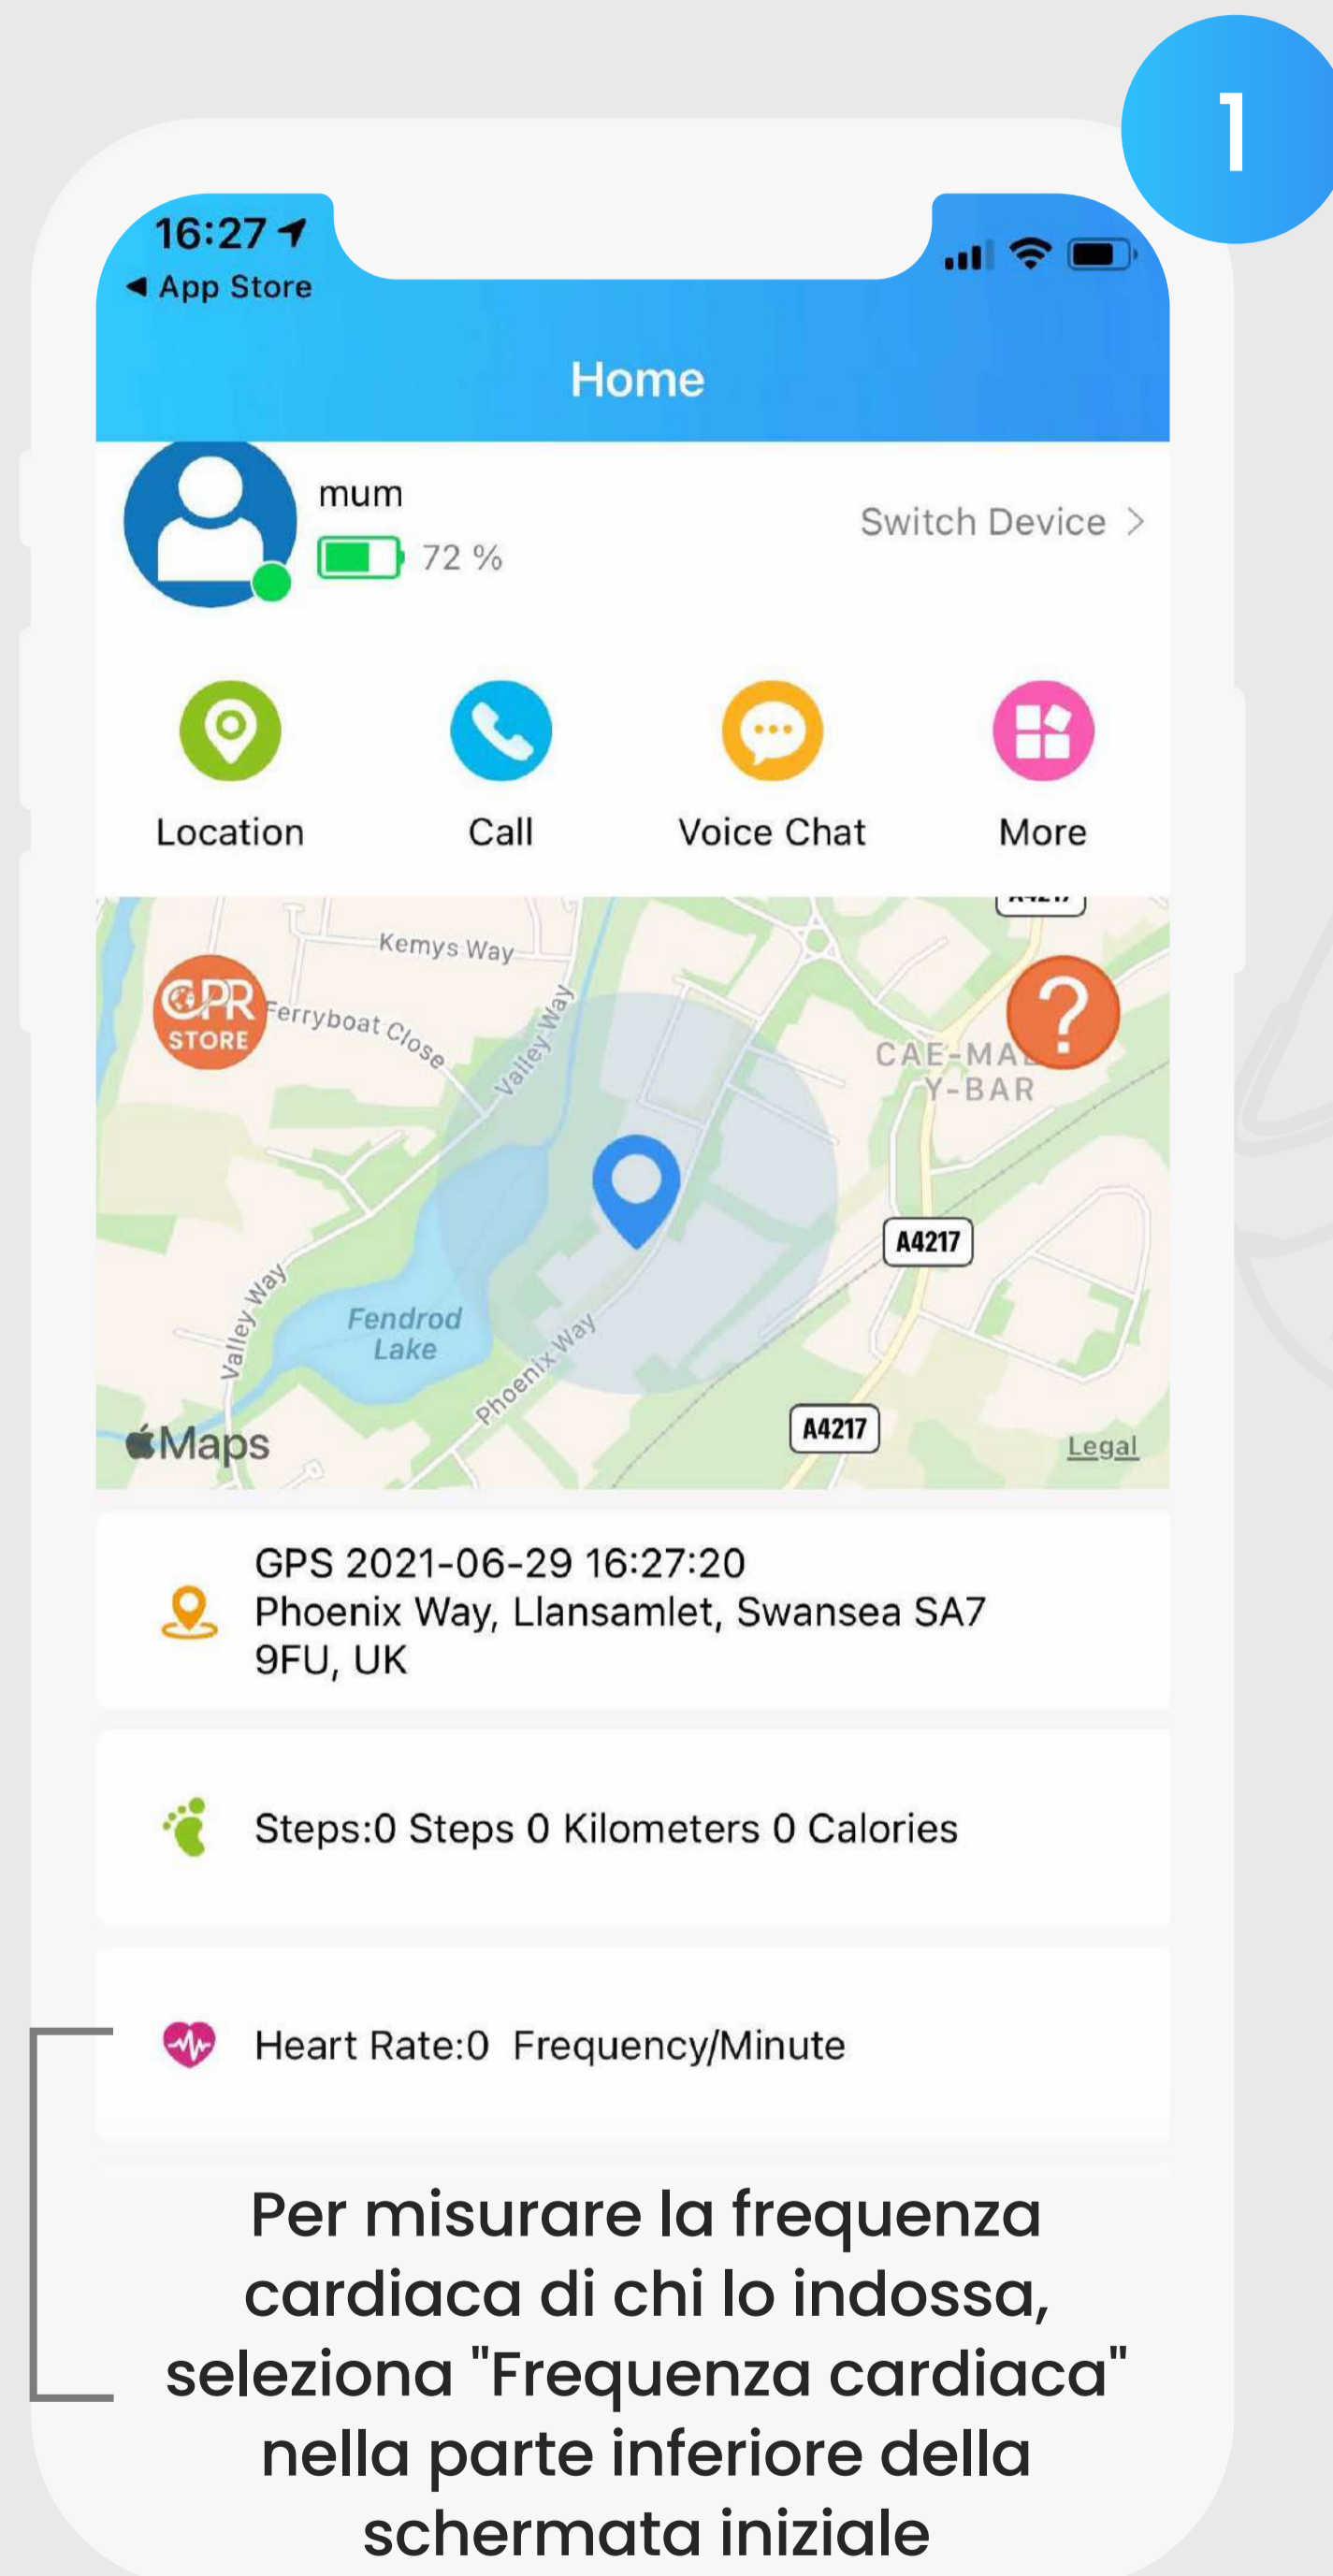 1
16:27
App Store
Home
mum
72 %
Switch Device
Location
Call
Voice Chat
More
Kemys Way
A4217
CPR
STORE
Ferryboat Close
Valley Way
CAE-MA
Y-BAR
?
A4217
Valley Way
Fendrod
Lake
Phoenix Way
A4217
Maps
Legal
GPS 2021-06-29 16:27:20
Phoenix Way, Llansamlet, Swansea SA7
9FU, UK
Steps:0 Steps 0 Kilometers 0 Calories
Heart Rate:0 Frequency/Minute
Per misurare la frequenza
cardiaca di chi lo indossa,
seleziona "Frequenza cardiaca"
nella parte inferiore della
schermata iniziale